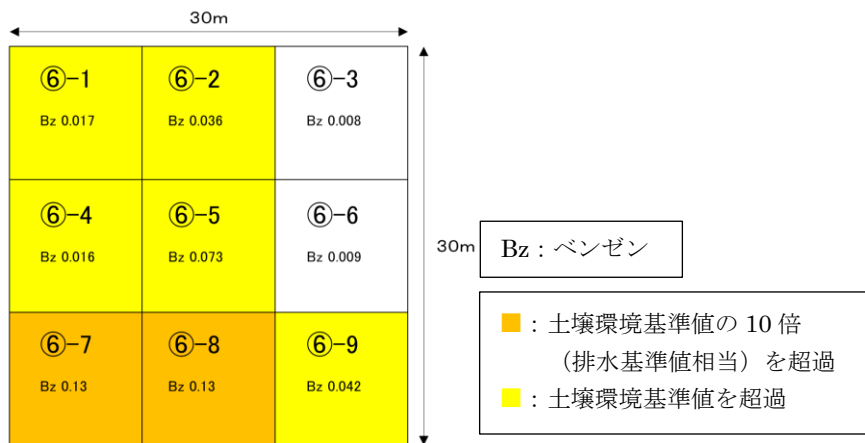 30m
⑥-1
⑥-2
⑥-3
Bz 0.017
Bz 0.036
Bz 0.008
⑥-4
⑥-5
⑥-6
Bz 0.016
Bz 0.073
Bz 0.009
⑥-7
⑥-8
⑥-9
Bz 0.13
Bz 0.13
Bz 0.042
30m
Bz：ベンゼン
：土壌環境基準値の 10 倍
（排水基準値相当）を超過
：土壌環境基準値を超過